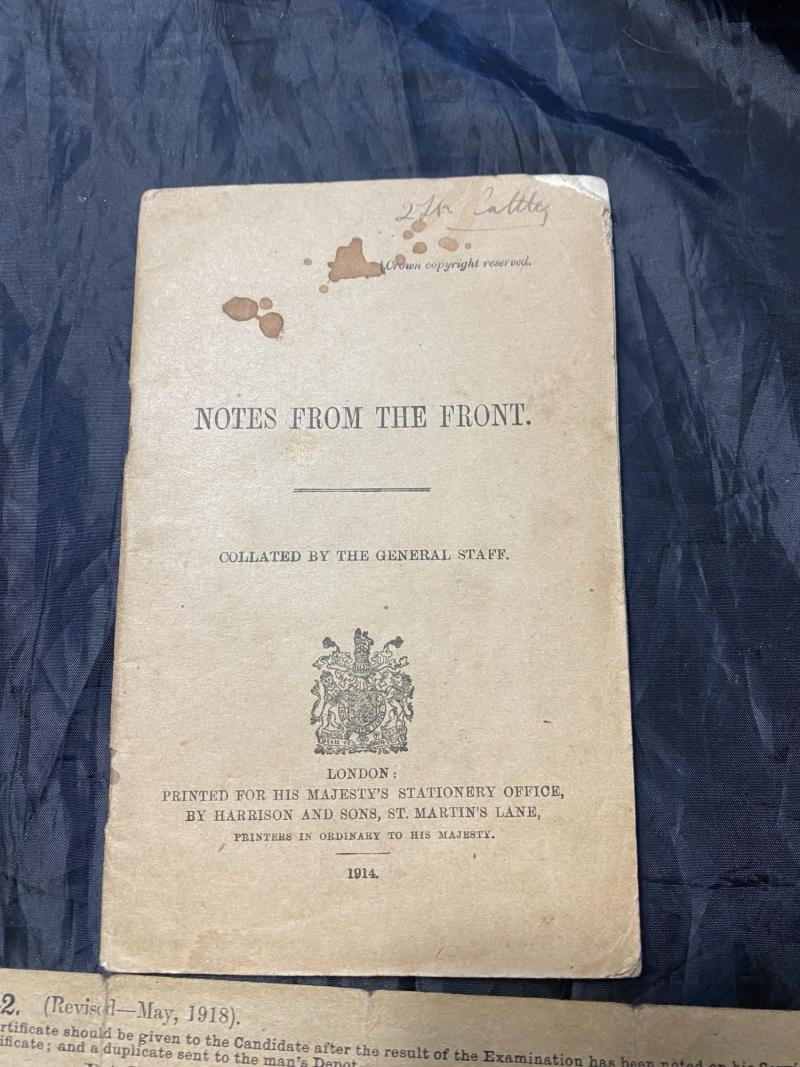 Crown copyright reserved.
NOTES FROM THE FRONT.
COLLATED BY THE GENERAL STAFF.
LONDON:
PRINTED FOR HIS MAJESTY'S STATIONERY OFFICE,
BY HARRISON AND SONS, ST. MARTIN'S LANE,
PRINTERS IN ORDINARY TO HIS MAJESTY.
1914.
2. (Revised—May, 1918).
rtificate should be given to the Candidate after the result of the Examination has been noted on his
ificate; and a duplicate sent to the man's Depot